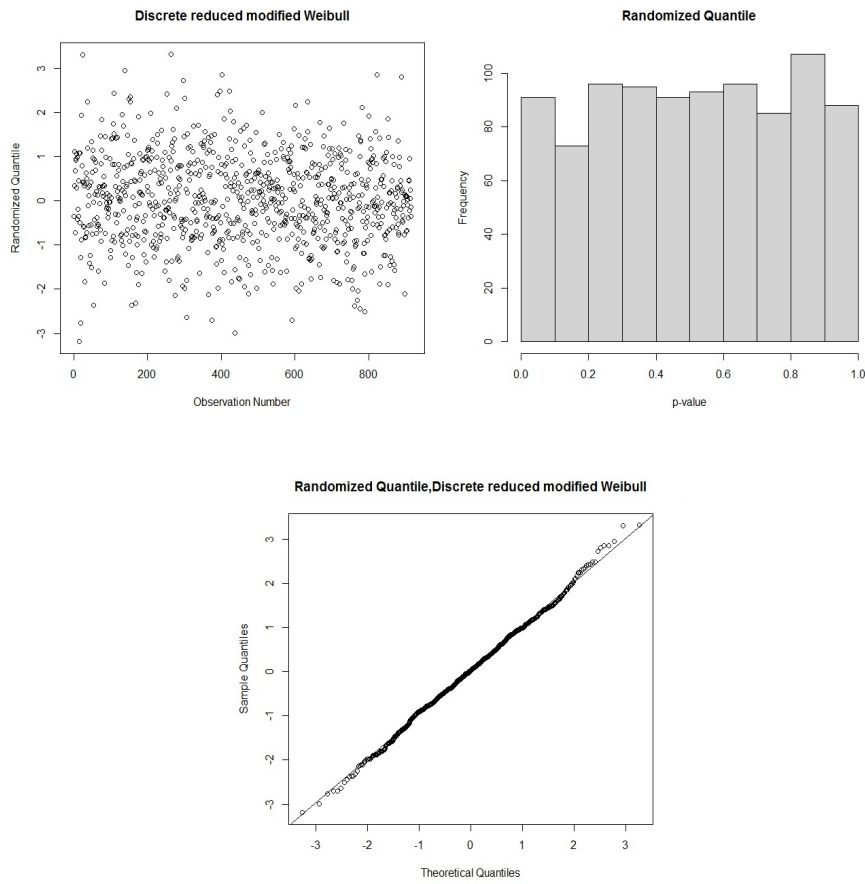 Discrete reduced modified Weibull
Randomized Quantile
3
2
1
0
-1
-2
-3
0 200 400 600 800
Observation Number
Randomized Quantile
Frequency
100
80
60
40
20
0
0.0 0.2 0.4 0.6 0.8 1.0
p-value
Randomized Quantile,Discrete reduced modified Weibull
Sample Quantiles
3
2
1
0
-1
-2
-3
-3 -2 -1 0 1 2 3
Theoretical Quantiles